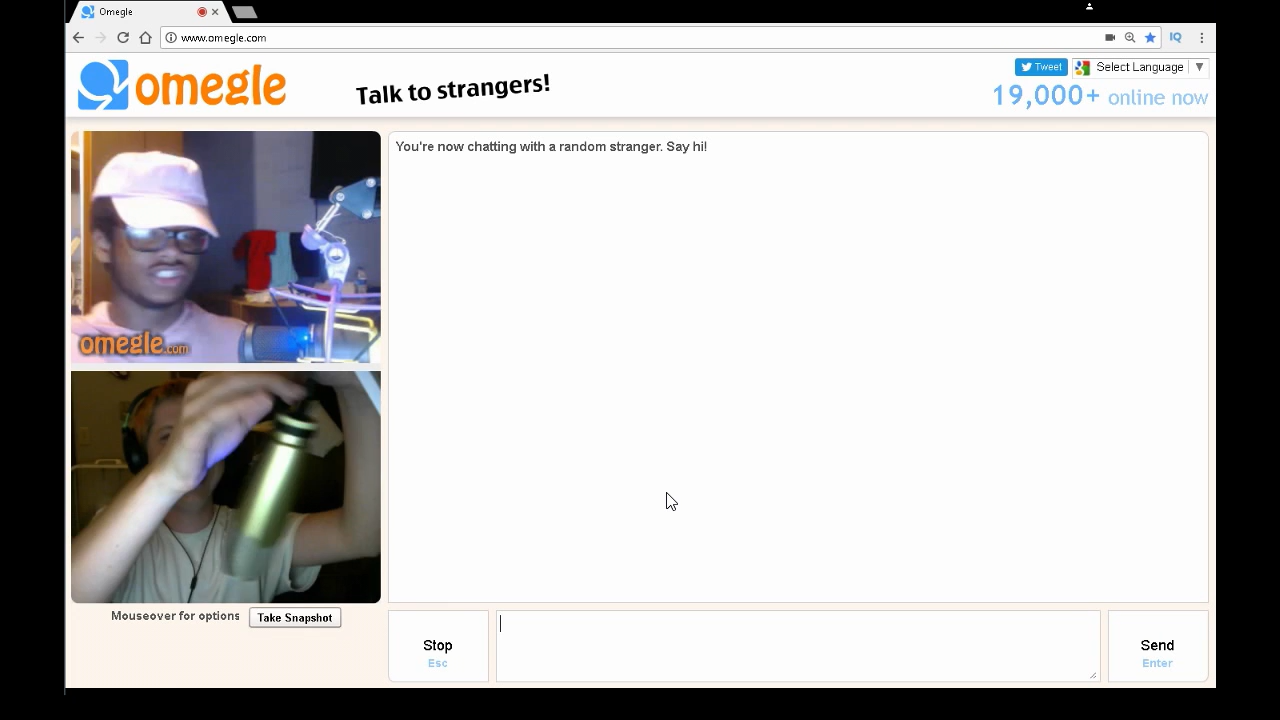 Omegle
www.omegle.com
IQ
omegle
Talk to strangers!
Tweet
Select Language
19,000+ online now
You're now chatting with a random stranger. Say hi!
omegle.com
Mouseover for options
Take Snapshot
Stop
Esc
Send
Enter